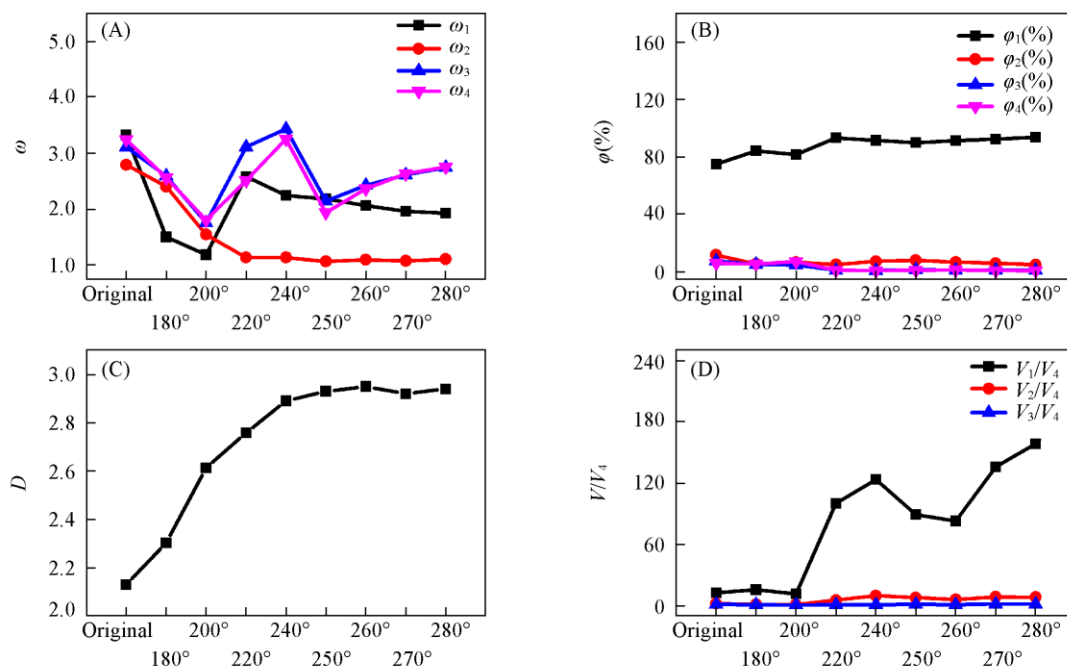 (A)
ω₁
ω₂
ω₃
ω₄
5.0
4.0
3.0
2.0
1.0
ω
Original 200° 240° 260° 280°
180° 220° 250° 270°
(B)
φ₁(%)
φ₂(%)
φ₃(%)
φ₄(%)
160
120
80
40
0
φ(%)
Original 200° 240° 260° 280°
180° 220° 250° 270°
(C)
3.0
2.8
2.6
2.4
2.2
2.0
D
Original 200° 240° 260° 280°
180° 220° 250° 270°
(D)
V₁/V₄
V₂/V₄
V₃/V₄
240
180
120
60
0
V/V₄
Original 200° 240° 260° 280°
180° 220° 250° 270°